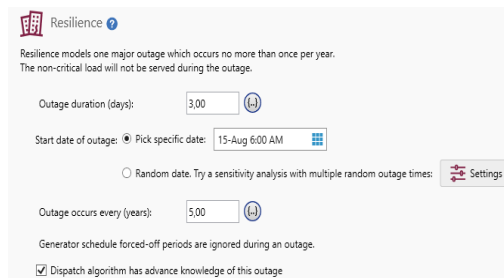 Resilience ?
Resilience models one major outage which occurs no more than once per year.
The non-critical load will not be served during the outage.
Outage duration (days): 3,00 {..}
Start date of outage: Pick specific date: 15-Aug 6:00 AM
Random date. Try a sensitivity analysis with multiple random outage times: Settings
Outage occurs every (years): 5,00 {..}
Generator schedule forced-off periods are ignored during an outage.
Dispatch algorithm has advance knowledge of this outage